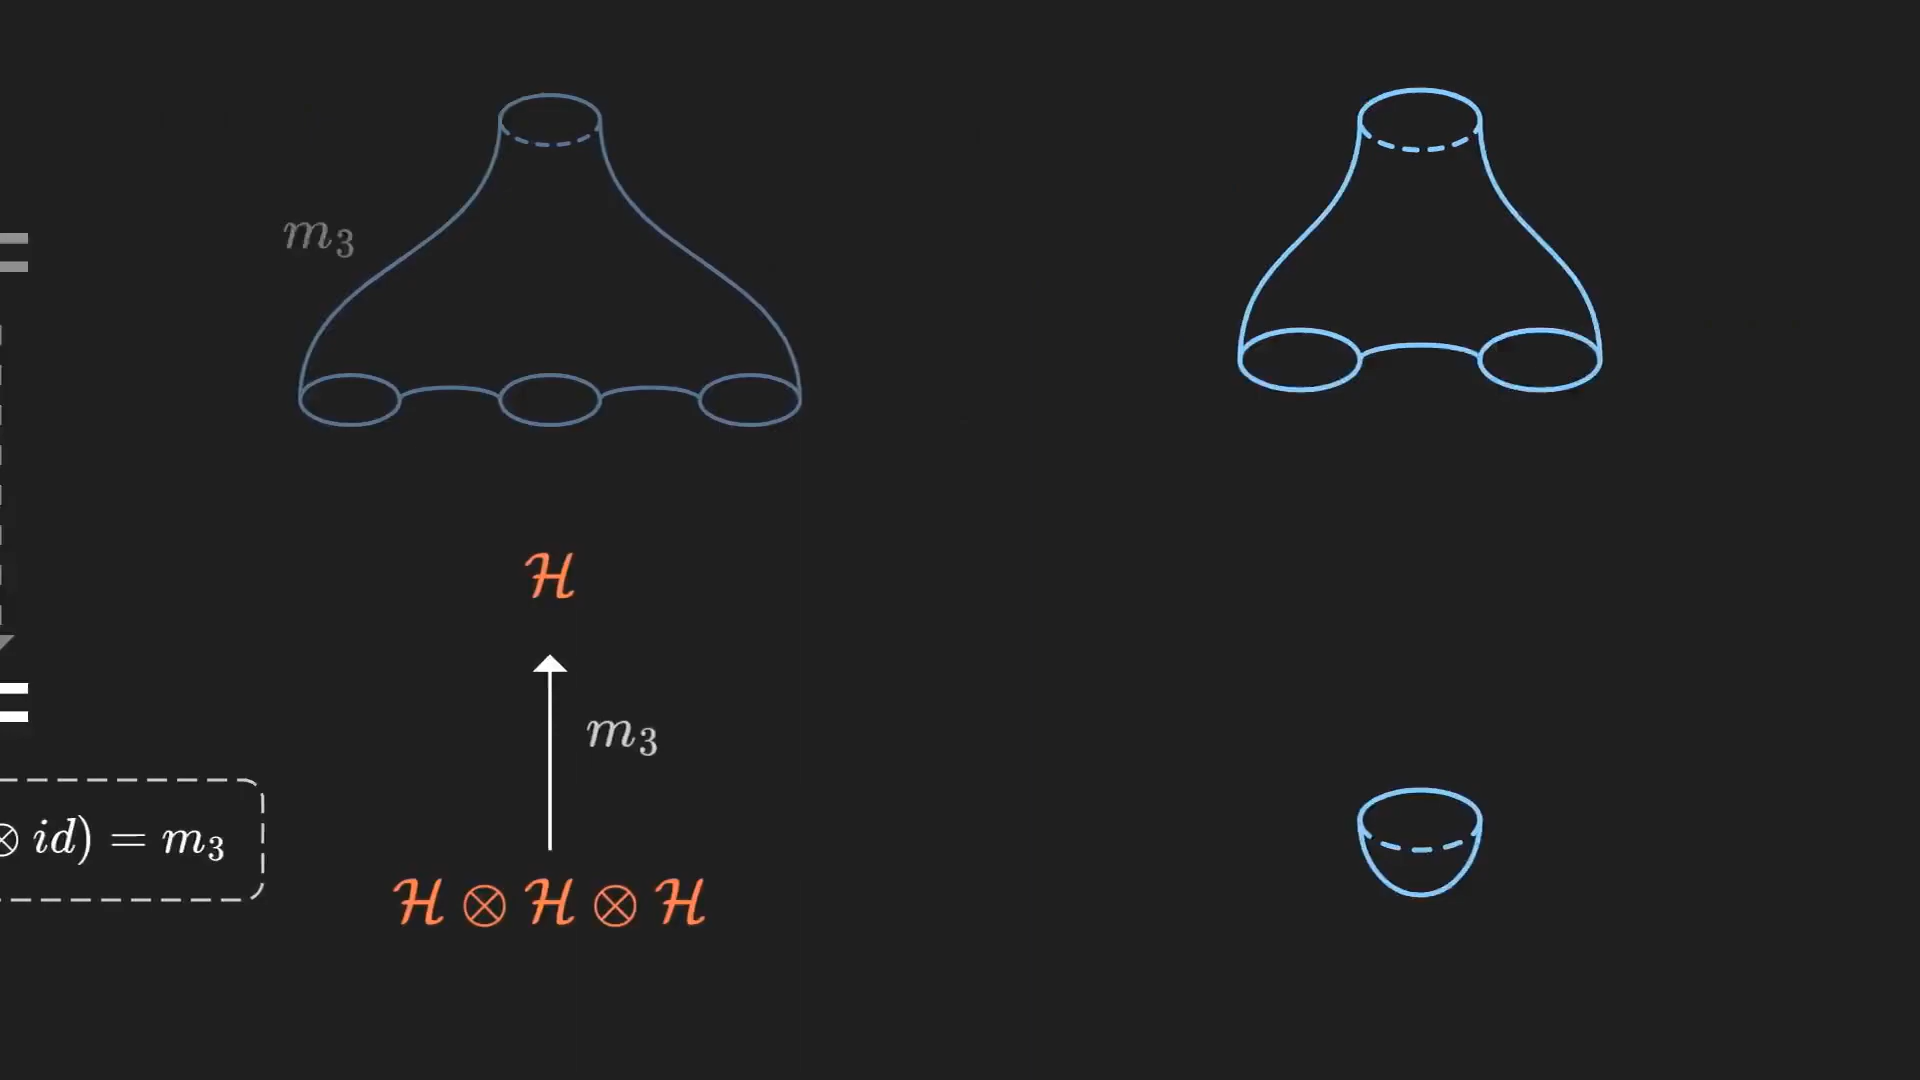 =
m₃
ℋ
=
m₃
⊗ id) = m₃
ℋ ⊗ ℋ ⊗ ℋ